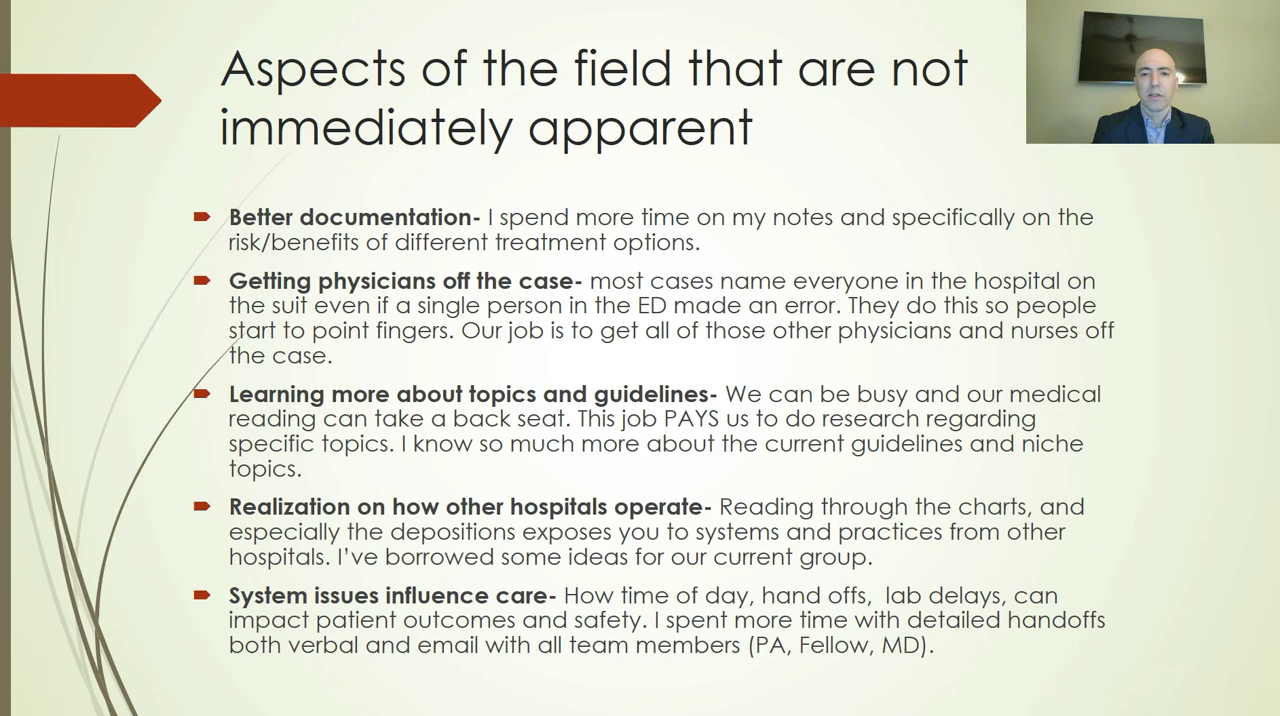 Aspects of the field that are not
immediately apparent
Better documentation- I spend more time on my notes and specifically on the
risk/benefits of different treatment options.
Getting physicians off the case- most cases name everyone in the hospital on
the suit even if a single person in the ED made an error. They do this so people
start to point fingers. Our job is to get all of those other physicians and nurses off
the case.
Learning more about topics and guidelines- We can be busy and our medical
reading can take a back seat. This job PAYS us to do research regarding
specific topics. I know so much more about the current guidelines and niche
topics.
Realization on how other hospitals operate- Reading through the charts, and
especially the depositions exposes you to systems and practices from other
hospitals. I’ve borrowed some ideas for our current group.
System issues influence care- How time of day, hand offs,  lab delays, can
impact patient outcomes and safety. I spent more time with detailed handoffs
both verbal and email with all team members (PA, Fellow, MD).